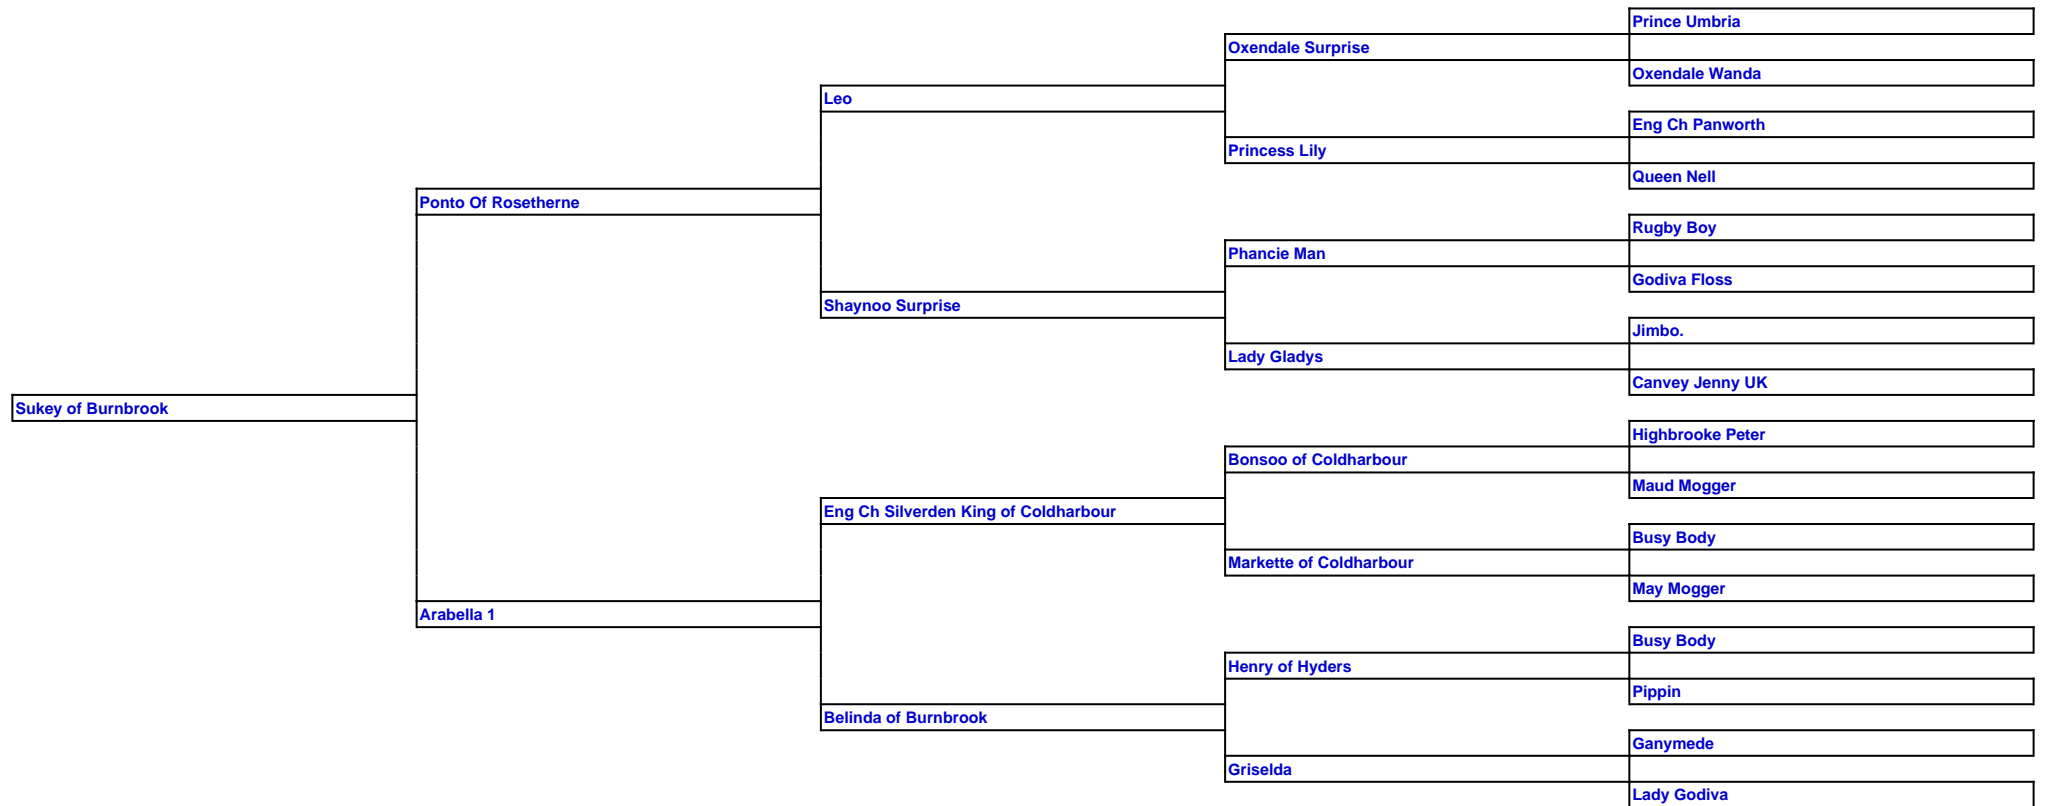 Prince Umbria
Oxendale Surprise
Oxendale Wanda
Leo
Eng Ch Panworth
Princess Lily
Queen Nell
Ponto Of Rosetherne
Rugby Boy
Phancie Man
Godiva Floss
Shaynoo Surprise
Jimbo.
Lady Gladys
Canvey Jenny UK
Sukey of Burnbrook
Highbrooke Peter
Bonsoo of Coldharbour
Maud Mogger
Eng Ch Silverden King of Coldharbour
Busy Body
Markette of Coldharbour
May Mogger
Arabella 1
Busy Body
Henry of Hyders
Pippin
Belinda of Burnbrook
Ganymede
Griselda
Lady Godiva